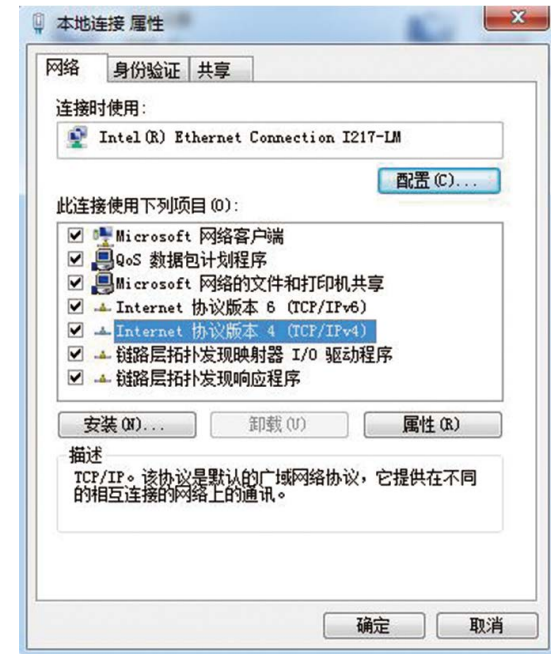 本地连接 属性
网络 身份验证 共享
连接时使用:
Intel(R) Ethernet Connection I217-LM
配置(C)...
此连接使用下列项目(O):
Microsoft 网络客户端
QoS 数据包计划程序
Microsoft 网络的文件和打印机共享
Internet 协议版本 6 (TCP/IPv6)
Internet 协议版本 4 (TCP/IPv4)
链路层拓扑发现映射器 I/O 驱动程序
链路层拓扑发现响应程序
安装(N)... 卸载(U) 属性(R)
描述
TCP/IP。该协议是默认的广域网络协议，它提供在不同
的相互连接的网络上的通讯。
确定 取消